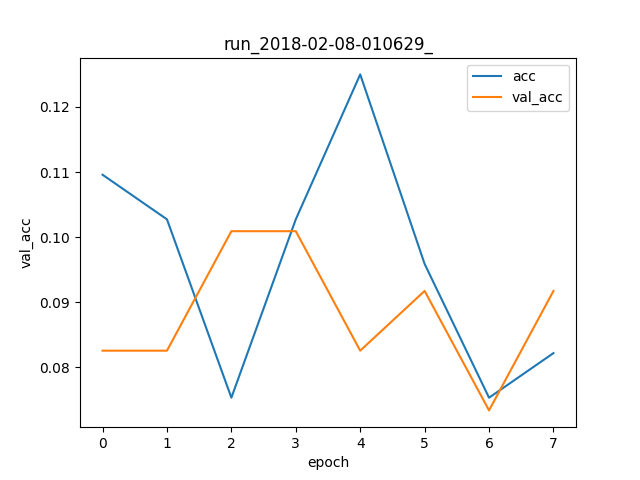 run_2018-02-08-010629_
acc
val_acc
0.12
0.11
0.10
0.09
0.08
val_acc
0 1 2 3 4 5 6 7
epoch